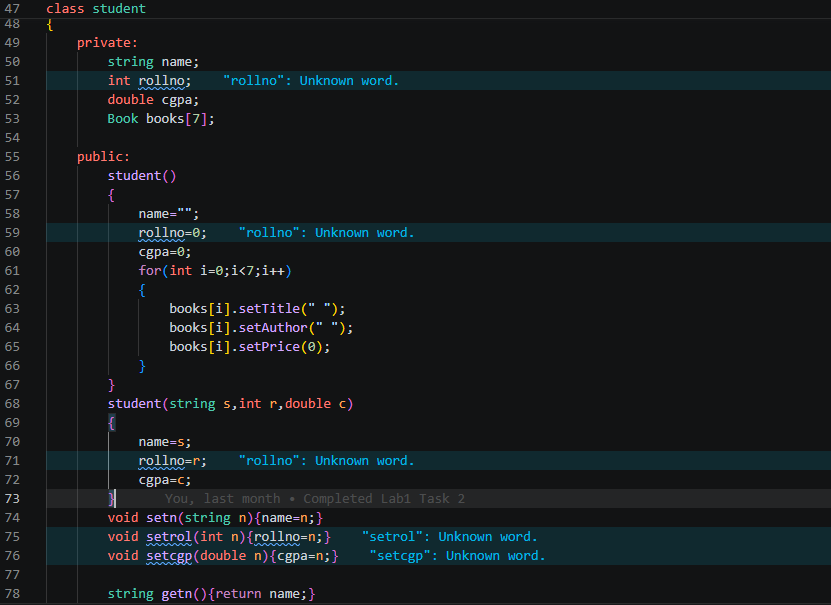 47 class student
48 {
49 private:
50 string name;
51 int rollno; "rollno": Unknown word.
52 double cgpa;
53 Book books[7];
54
55 public:
56 student()
57 {
58 name="";
59 rollno=0; "rollno": Unknown word.
60 cgpa=0;
61 for(int i=0;i<7;i++)
62 {
63 books[i].setTitle(" ");
64 books[i].setAuthor(" ");
65 books[i].setPrice(0);
66 }
67 }
68 student(string s,int r,double c)
69 {
70 name=s;
71 rollno=r; "rollno": Unknown word.
72 cgpa=c;
73 } You, last month • Completed Lab1 Task 2
74 void setn(string n){name=n;}
75 void setrol(int n){rollno=n;} "setrol": Unknown word.
76 void setcgp(double n){cgpa=n;} "setcgp": Unknown word.
77
78 string getn(){return name;}